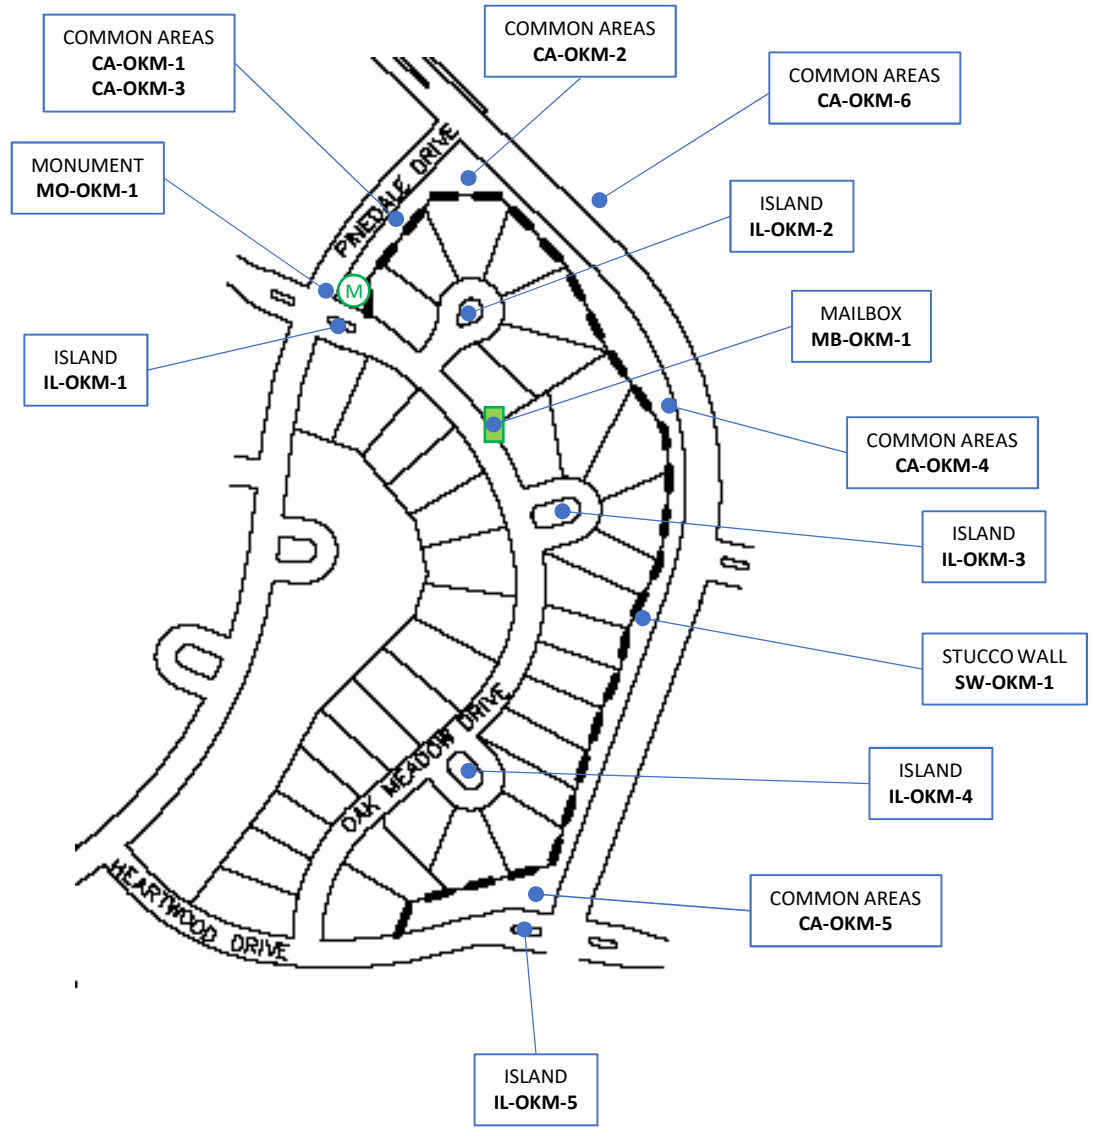 COMMON AREAS
CA-OKM-1
CA-OKM-3
COMMON AREAS
CA-OKM-2
COMMON AREAS
CA-OKM-6
MONUMENT
MO-OKM-1
PINEDALE DRIVE
ISLAND
IL-OKM-2
M
MAILBOX
MB-OKM-1
ISLAND
IL-OKM-1
COMMON AREAS
CA-OKM-4
ISLAND
IL-OKM-3
STUCCO WALL
SW-OKM-1
OAK MEADOW DRIVE
ISLAND
IL-OKM-4
HEARTWOOD DRIVE
COMMON AREAS
CA-OKM-5
ISLAND
IL-OKM-5